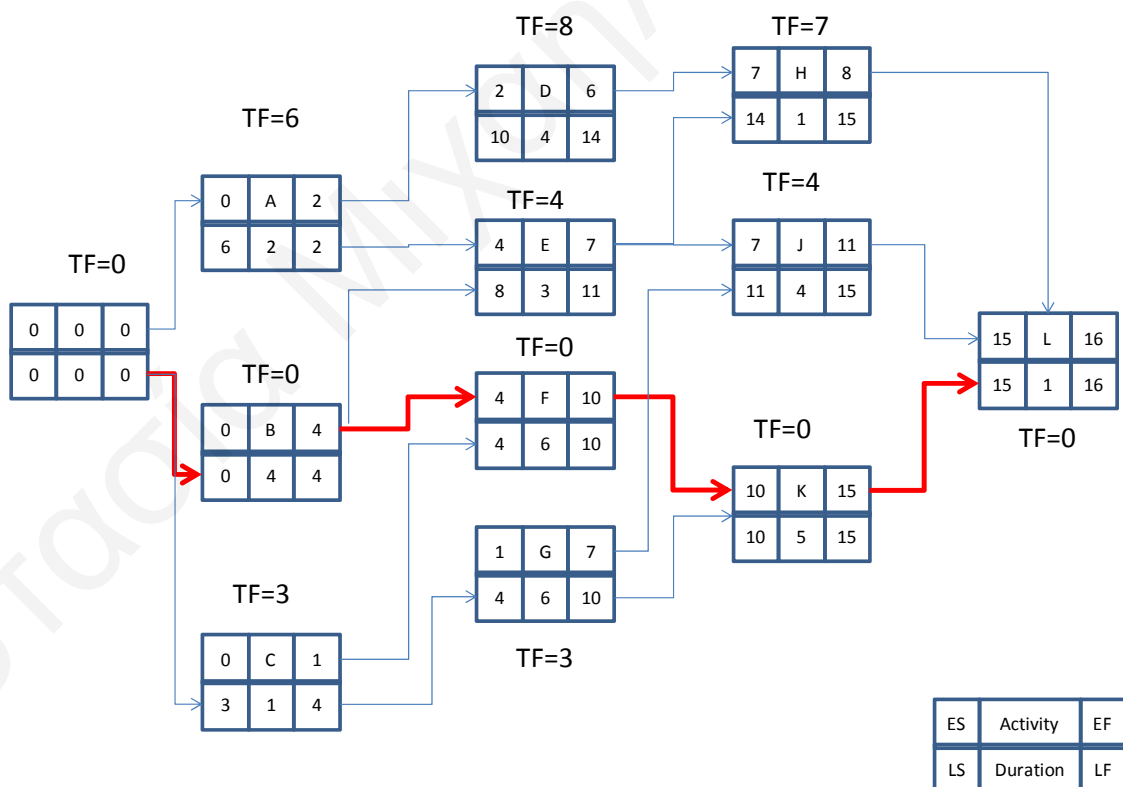 TF=8
TF=7
2 D 6
10 4 14
7 H 8
14 1 15
TF=6
0 A 2
6 2 2
TF=4
4 E 7
8 3 11
TF=4
7 J 11
11 4 15
TF=0
0 0 0
0 0 0
TF=0
0 B 4
0 4 4
TF=0
4 F 10
4 6 10
TF=0
10 K 15
10 5 15
15 L 16
15 1 16
TF=0
TF=3
0 C 1
3 1 4
1 G 7
4 6 10
TF=3
ES Activity EF
LS Duration LF